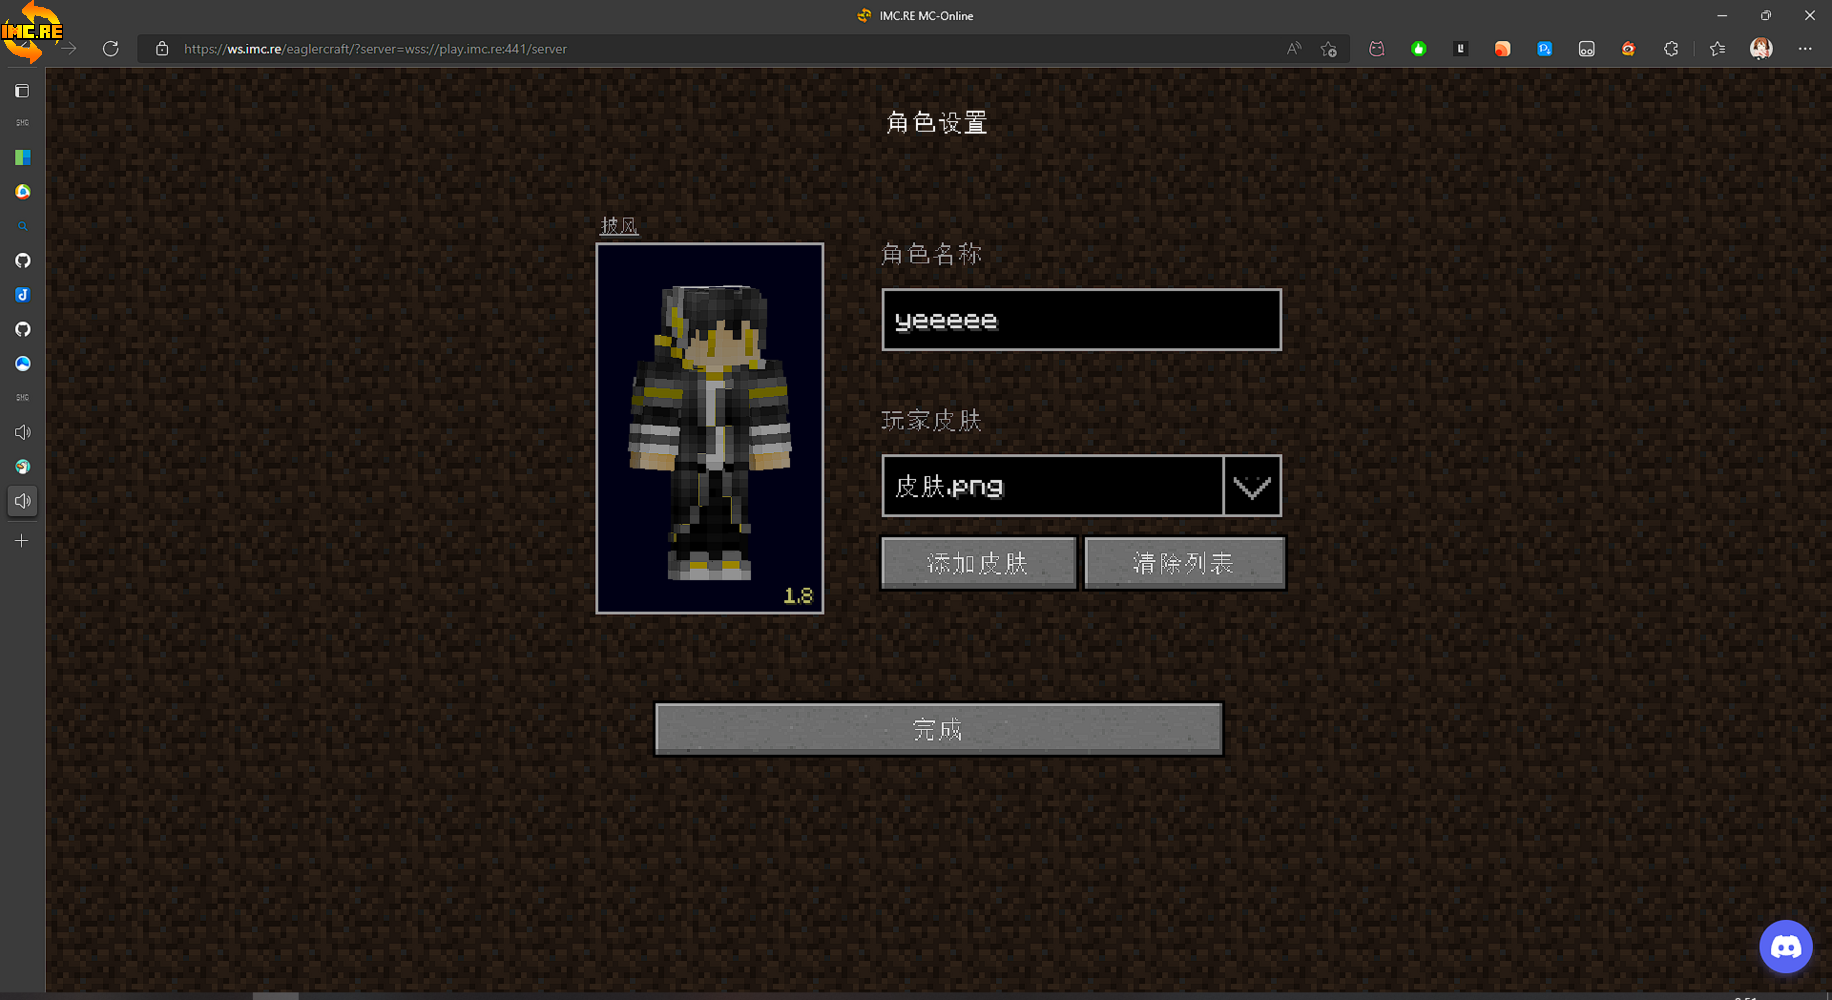 IMC.RE MC-Online
IMC.RE
https://ws.imc.re/eaglercraft/?server=wss://play.imc.re:441/server
角色设置
披风
角色名称
yeeeee
玩家皮肤
皮肤.png
添加皮肤
清除列表
1.8
完成